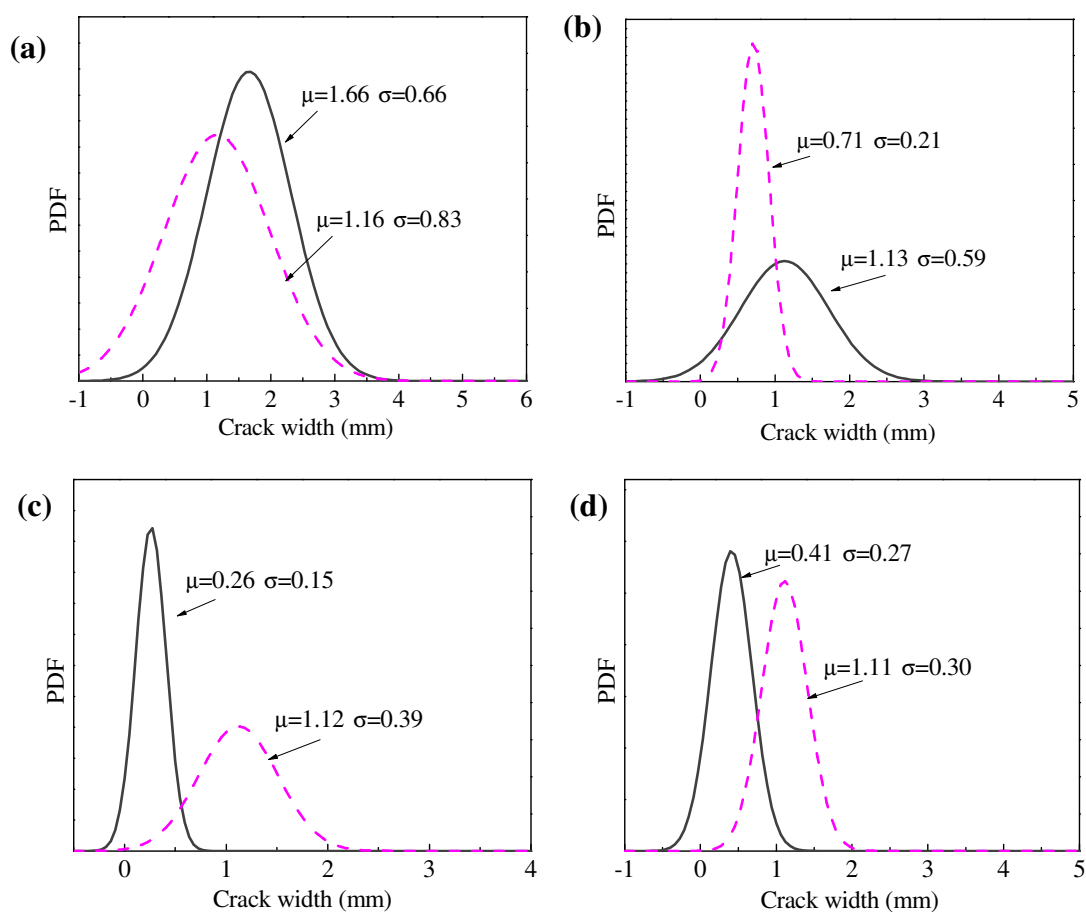 (a)
PDF
μ=1.66 σ=0.66
μ=1.16 σ=0.83
-1 0 1 2 3 4 5 6
Crack width (mm)
(b)
PDF
μ=0.71 σ=0.21
μ=1.13 σ=0.59
-1 0 1 2 3 4 5
Crack width (mm)
(c)
PDF
μ=0.26 σ=0.15
μ=1.12 σ=0.39
0 1 2 3 4
Crack width (mm)
(d)
PDF
μ=0.41 σ=0.27
μ=1.11 σ=0.30
-1 0 1 2 3 4 5
Crack width (mm)